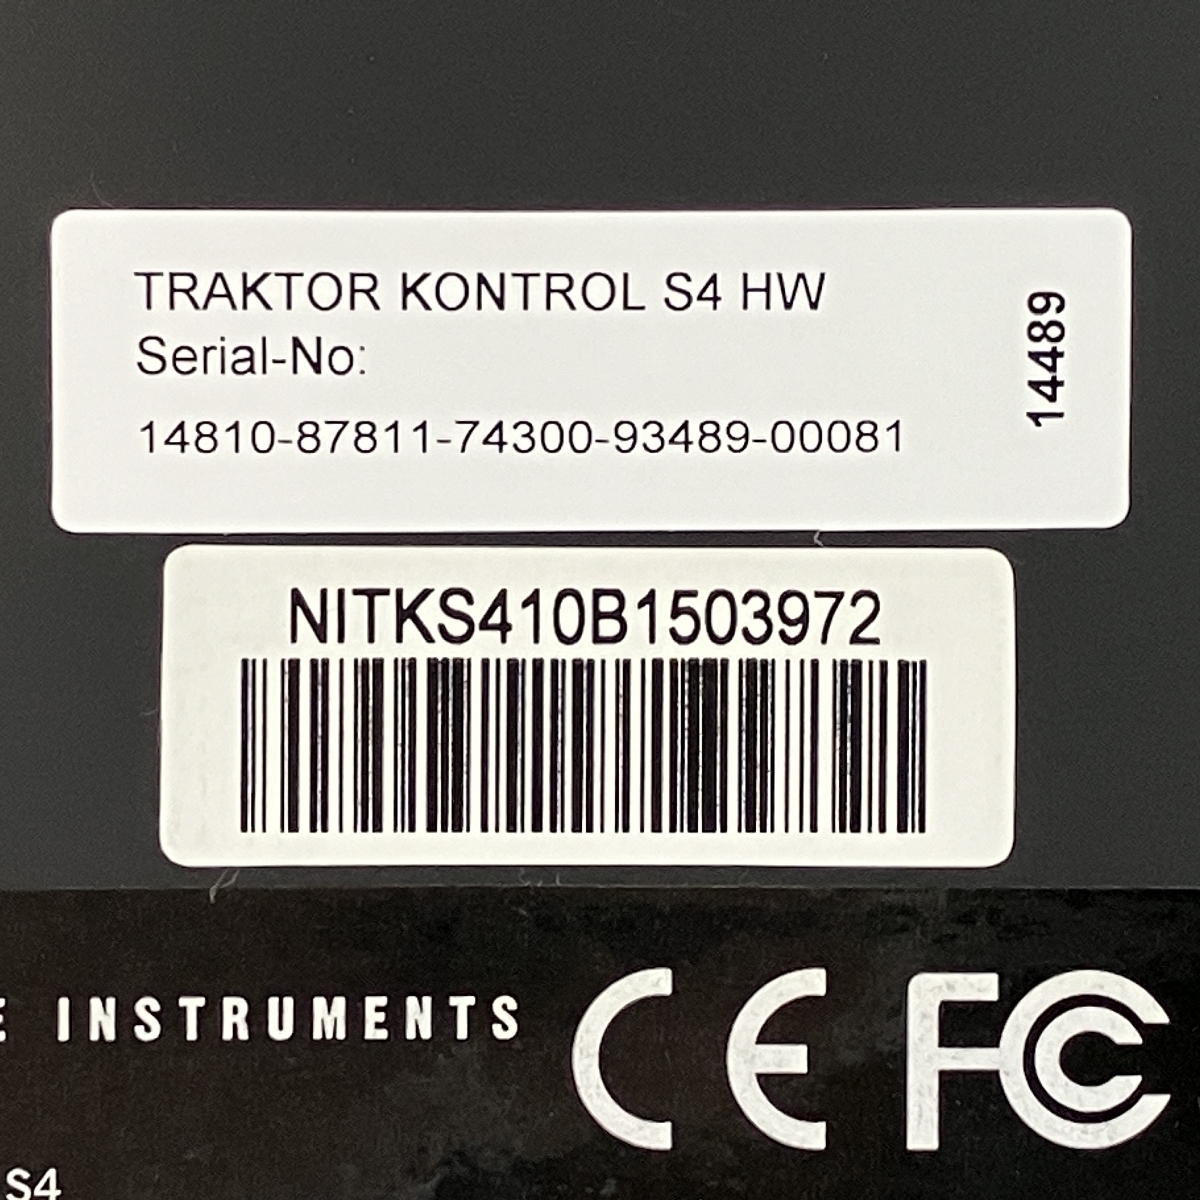 TRAKTOR KONTROL S4 HW
Serial-No:
14810-87811-74300-93489-00081
14489
NITKS410B1503972
E INSTRUMENTS
CE FC
S4